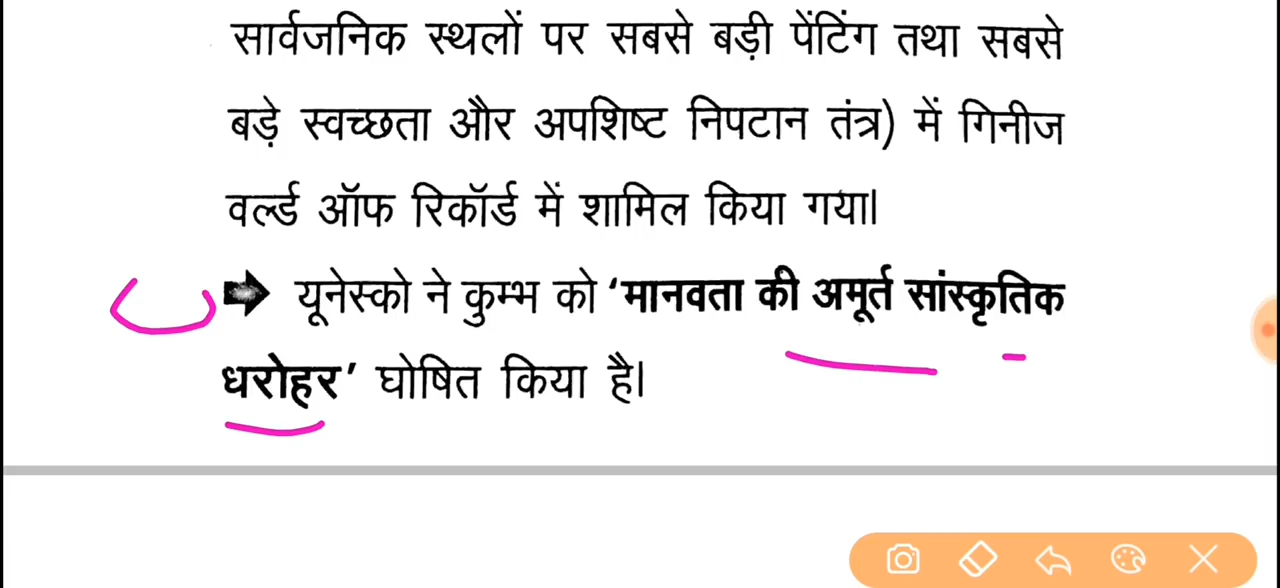 सार्वजनिक स्थलों पर सबसे बड़ी पेंटिंग तथा सबसे
बड़े स्वच्छता और अपशिष्ट निपटान तंत्र) में गिनीज
वर्ल्ड ऑफ रिकॉर्ड में शामिल किया गया।
➡ यूनेस्को ने कुम्भ को ‘मानवता की अमूर्त सांस्कृतिक
धरोहर’ घोषित किया है।